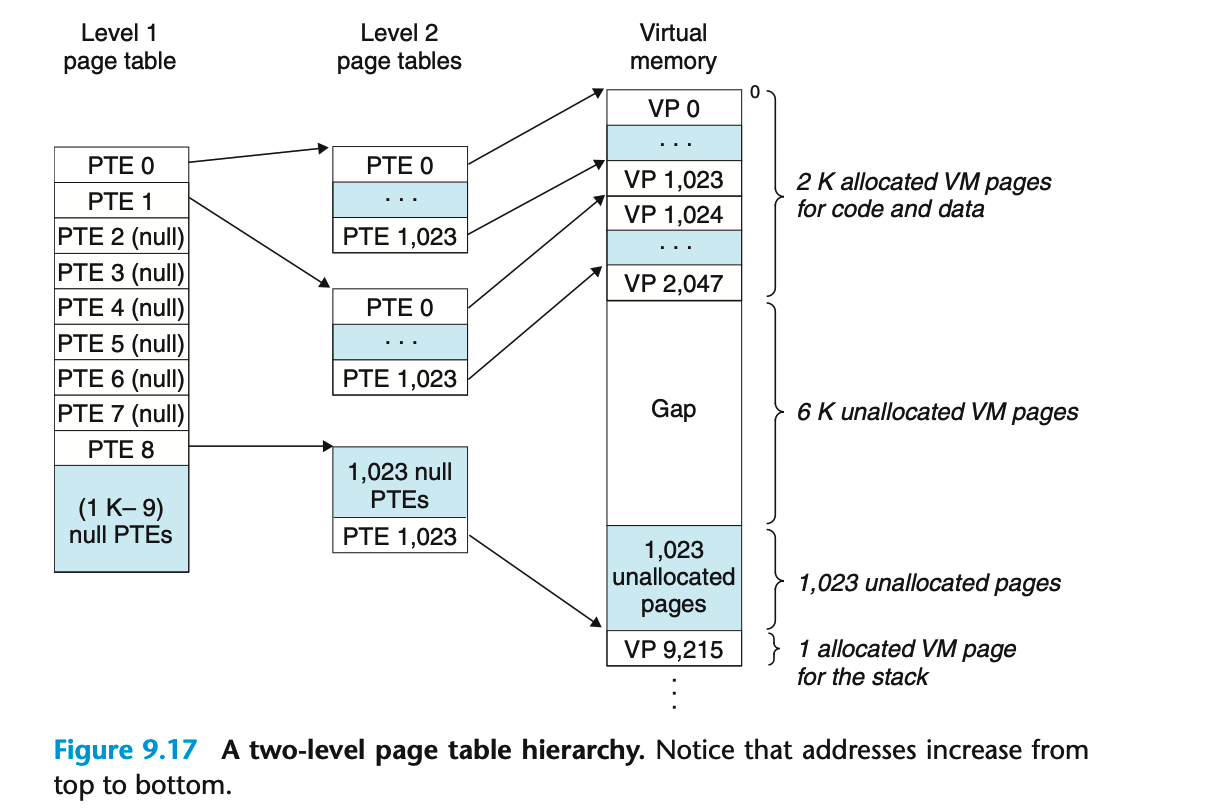 Level 1
page table
Level 2
page tables
Virtual
memory
PTE 0
PTE 1
PTE 2 (null)
PTE 3 (null)
PTE 4 (null)
PTE 5 (null)
PTE 6 (null)
PTE 7 (null)
PTE 8
(1 K– 9)
null PTEs
PTE 0
. . .
PTE 1,023
PTE 0
. . .
PTE 1,023
1,023 null
PTEs
PTE 1,023
0
VP 0
. . .
VP 1,023
VP 1,024
. . .
VP 2,047
Gap
1,023
unallocated
pages
VP 9,215
2 K allocated VM pages
for code and data
6 K unallocated VM pages
1,023 unallocated pages
1 allocated VM page
for the stack
Figure 9.17 A two-level page table hierarchy. Notice that addresses increase from
top to bottom.